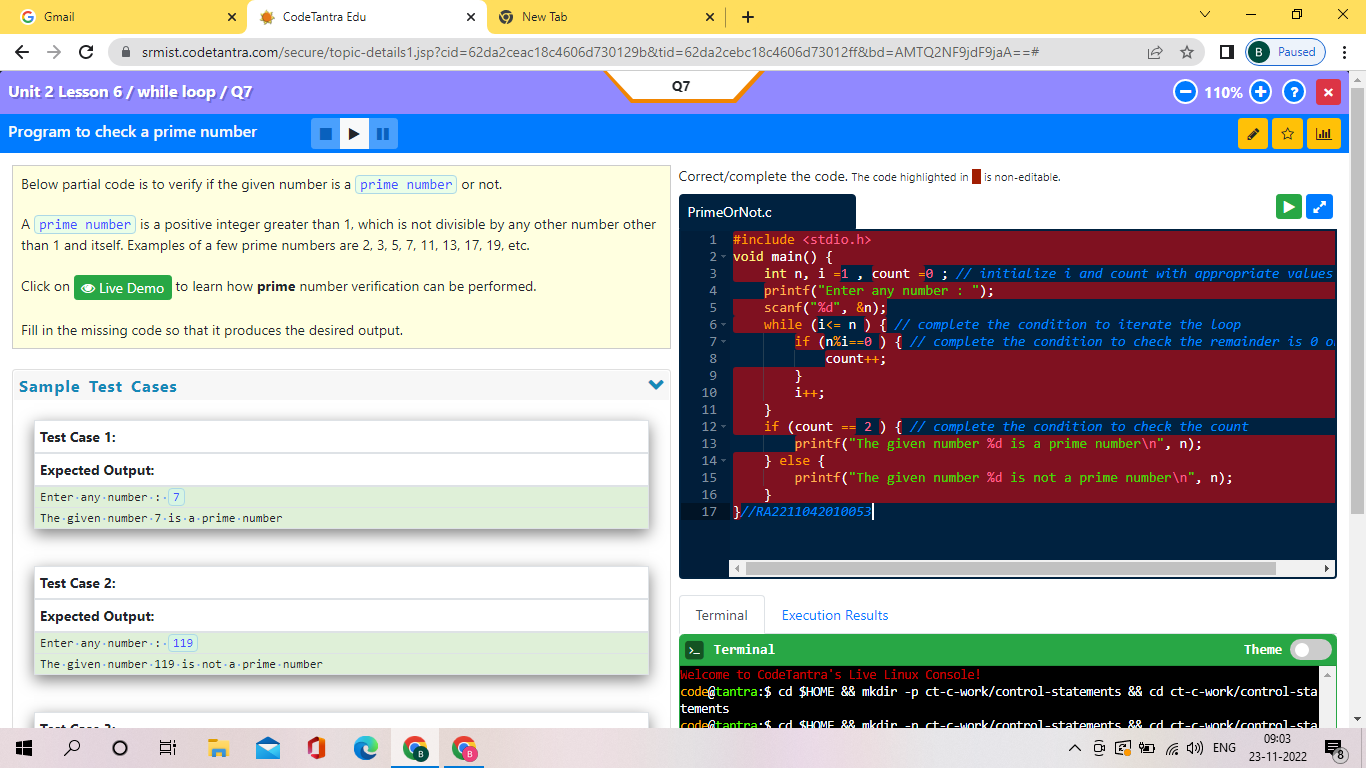 Gmail
CodeTantra Edu
New Tab
srmist.codetantra.com/secure/topic-details1.jsp?cid=62da2ceac18c4606d730129b&tid=62da2cebc18c4606d73012ff&bd=AMTQ2NF9jdF9jaA==#
B Paused
Unit 2 Lesson 6 / while loop / Q7
Q7
110%
Program to check a prime number
Below partial code is to verify if the given number is a prime number or not.
A prime number is a positive integer greater than 1, which is not divisible by any other number other
than 1 and itself. Examples of a few prime numbers are 2, 3, 5, 7, 11, 13, 17, 19, etc.
Click on Live Demo to learn how prime number verification can be performed.
Fill in the missing code so that it produces the desired output.
Sample Test Cases
Test Case 1:
Expected Output:
Enter·any·number·:·7
The·given·number·7·is·a·prime·number
Test Case 2:
Expected Output:
Enter·any·number·:·119
The·given·number·119·is·not·a·prime·number
Test Case 3:
Correct/complete the code. The code highlighted in is non-editable.
PrimeOrNot.c
1 #include <stdio.h>
2 void main() {
3 int n, i =1 , count =0 ; // initialize i and count with appropriate values
4 printf("Enter any number : ");
5 scanf("%d", &n);
6 while (i<= n ) { // complete the condition to iterate the loop
7 if (n%i==0 ) { // complete the condition to check the remainder is 0 o
8 count++;
9 }
10 i++;
11 }
12 if (count == 2 ) { // complete the condition to check the count
13 printf("The given number %d is a prime number\n", n);
14 } else {
15 printf("The given number %d is not a prime number\n", n);
16 }
17 }//RA2211042010053
Terminal
Execution Results
Terminal
Theme
Welcome to CodeTantra's Live Linux Console!
code@tantra:$ cd $HOME && mkdir -p ct-c-work/control-statements && cd ct-c-work/control-sta
tements
code@tantra:$ cd $HOME && mkdir -p ct-c-work/control-statements && cd ct-c-work/control-sta
B
B
ENG
09:03
23-11-2022
8